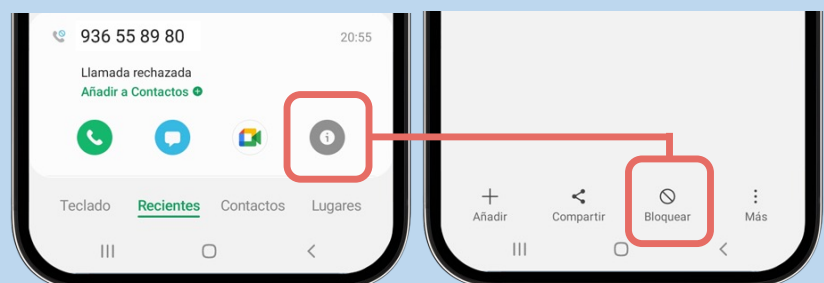 936 55 89 80
20:55
Llamada rechazada
Añadir a Contactos
Teclado Recientes Contactos Lugares
Añadir Compartir Bloquear Más